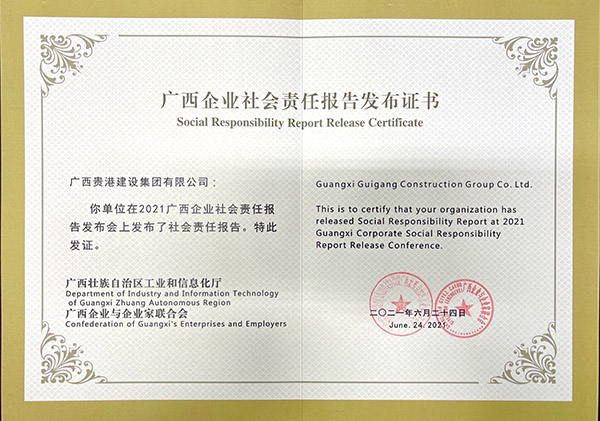 广西企业社会责任报告发布证书
Social Responsibility Report Release Certificate
广西贵港建设集团有限公司：
你单位在2021广西企业社会责任报
告发布会上发布了社会责任报告。特此
发证。
广西壮族自治区工业和信息化厅
Department of Industry and Information Technology
of Guangxi Zhuang Autonomous Region
广西企业与企业家联合会
Confederation of Guangxi's Enterprises and Employers
Guangxi Guigang Construction Group Co. Ltd.
This is to certify that your organization has
released Social Responsibility Report at 2021
Guangxi Corporate Social Responsibility
Report Release Conference.
二〇二一年六月二十四日
June. 24. 2021